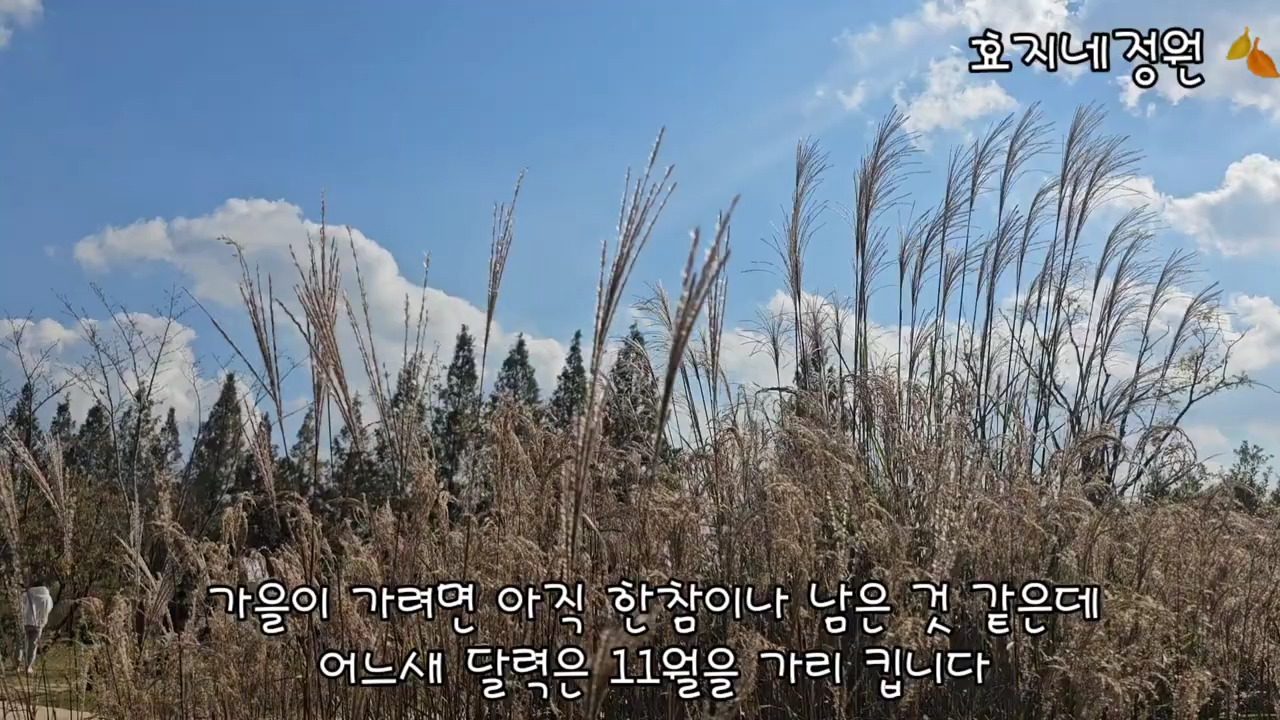 효지네정원
가을이 가려면 아직 한참이나 남은 것 같은데
어느새 달력은 11월을 가리 킵니다